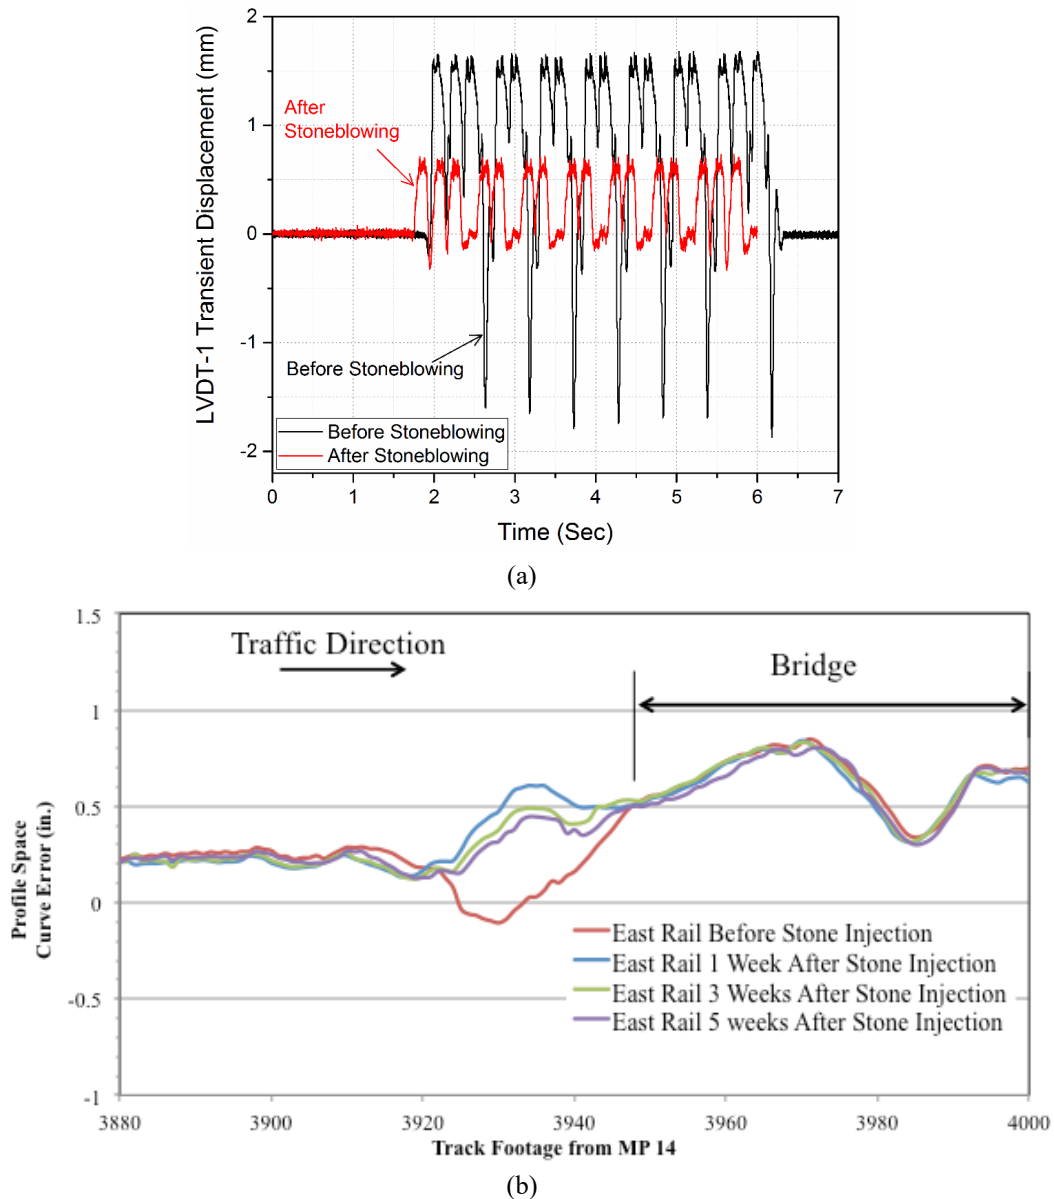 2
1
0
-1
-2
LVDT-1 Transient Displacement (mm)
After
Stoneblowing
Before Stoneblowing
Before Stoneblowing
After Stoneblowing
0 1 2 3 4 5 6 7
Time (Sec)
(a)
1.5
1
0.5
0
-0.5
-1
Profile Space
Curve Error (in.)
Traffic Direction
Bridge
East Rail Before Stone Injection
East Rail 1 Week After Stone Injection
East Rail 3 Weeks After Stone Injection
East Rail 5 weeks After Stone Injection
3880 3900 3920 3940 3960 3980 4000
Track Footage from MP 14
(b)